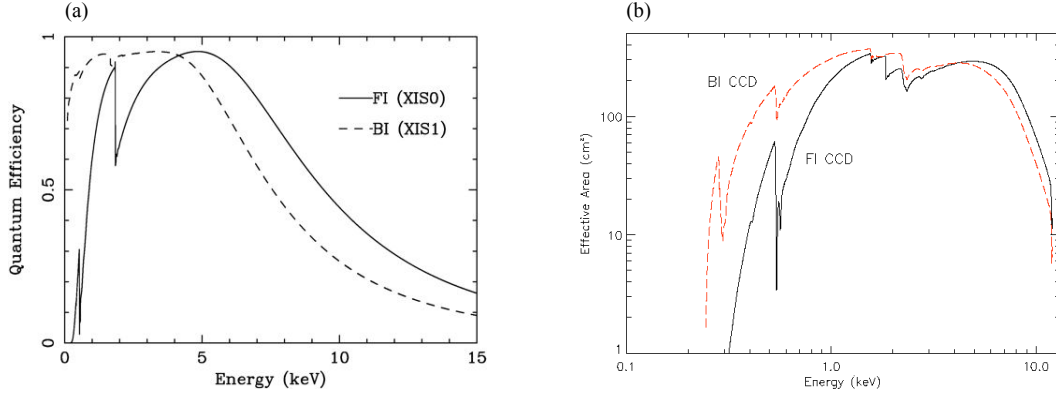 (a)
1
0.5
0
Quantum Efficiency
FI (XIS0)
BI (XIS1)
0 5 10 15
Energy (keV)
(b)
100
10
1
Effective Area (cm²)
BI CCD
FI CCD
0.1 1.0 10.0
Energy (keV)